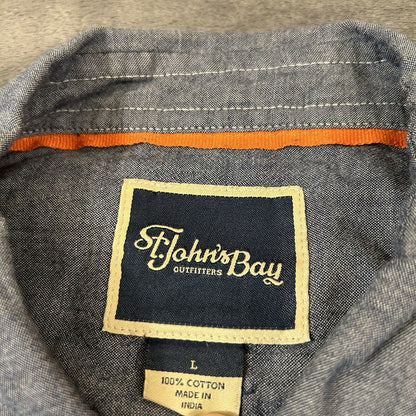 St. John's Bay
OUTFITTERS
L
100% COTTON
MADE IN
INDIA